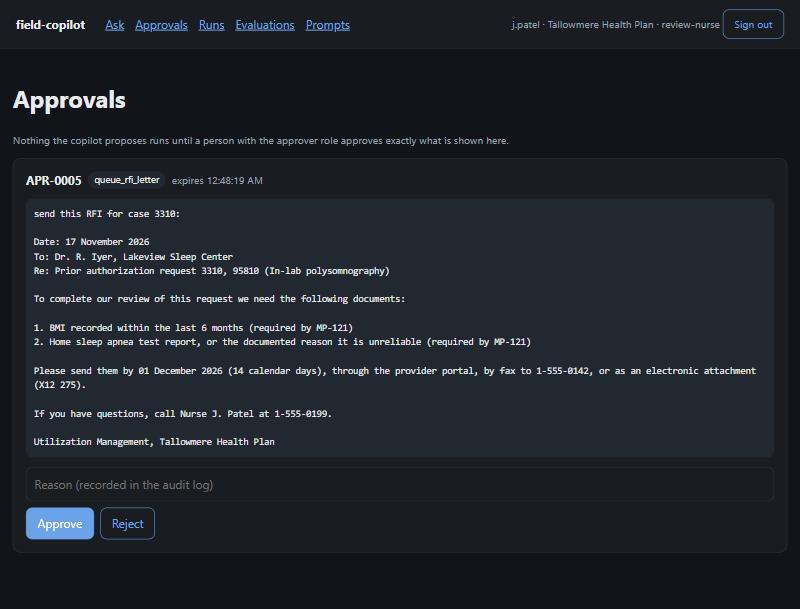 field-copilot Ask Approvals Runs Evaluations Prompts j.patel · Tallowmere Health Plan · review-nurse Sign out
Approvals
Nothing the copilot proposes runs until a person with the approver role approves exactly what is shown here.
APR-0005 queue_rfi_letter expires 12:48:19 AM
send this RFI for case 3310:
Date: 17 November 2026
To: Dr. R. Iyer, Lakeview Sleep Center
Re: Prior authorization request 3310, 95810 (In-lab polysomnography)
To complete our review of this request we need the following documents:
1. BMI recorded within the last 6 months (required by MP-121)
2. Home sleep apnea test report, or the documented reason it is unreliable (required by MP-121)
Please send them by 01 December 2026 (14 calendar days), through the provider portal, by fax to 1-555-0142, or as an electronic attachment
(X12 275).
If you have questions, call Nurse J. Patel at 1-555-0199.
Utilization Management, Tallowmere Health Plan
Reason (recorded in the audit log)
Approve Reject